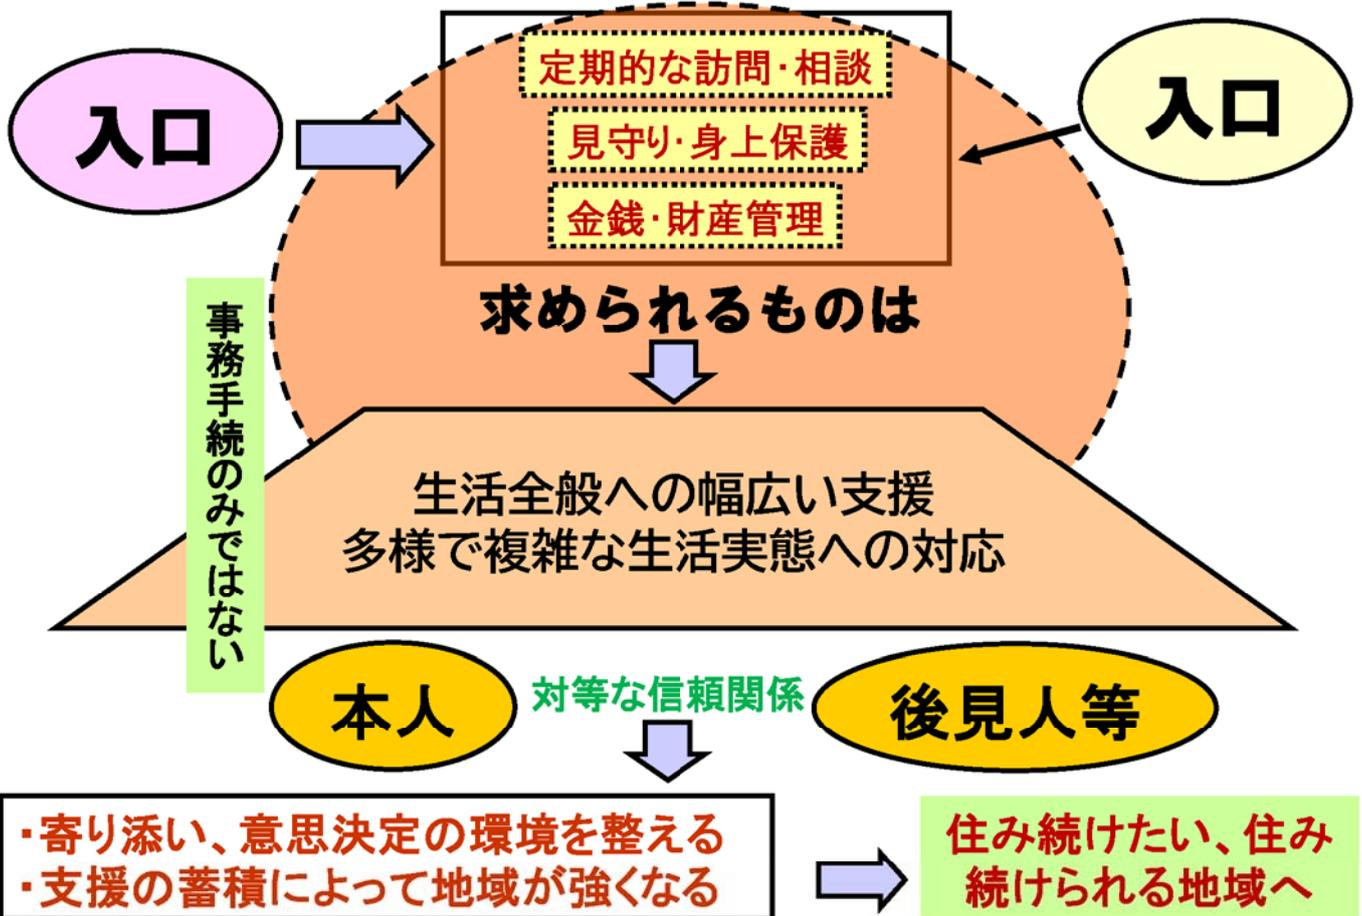 入口
定期的な訪問・相談
見守り・身上保護
金銭・財産管理
入口
求められるものは
事務手続のみではない
生活全般への幅広い支援
多様で複雑な生活実態への対応
本人
対等な信頼関係
後見人等
・寄り添い、意思決定の環境を整える
・支援の蓄積によって地域が強くなる
住み続けたい、住み
続けられる地域へ